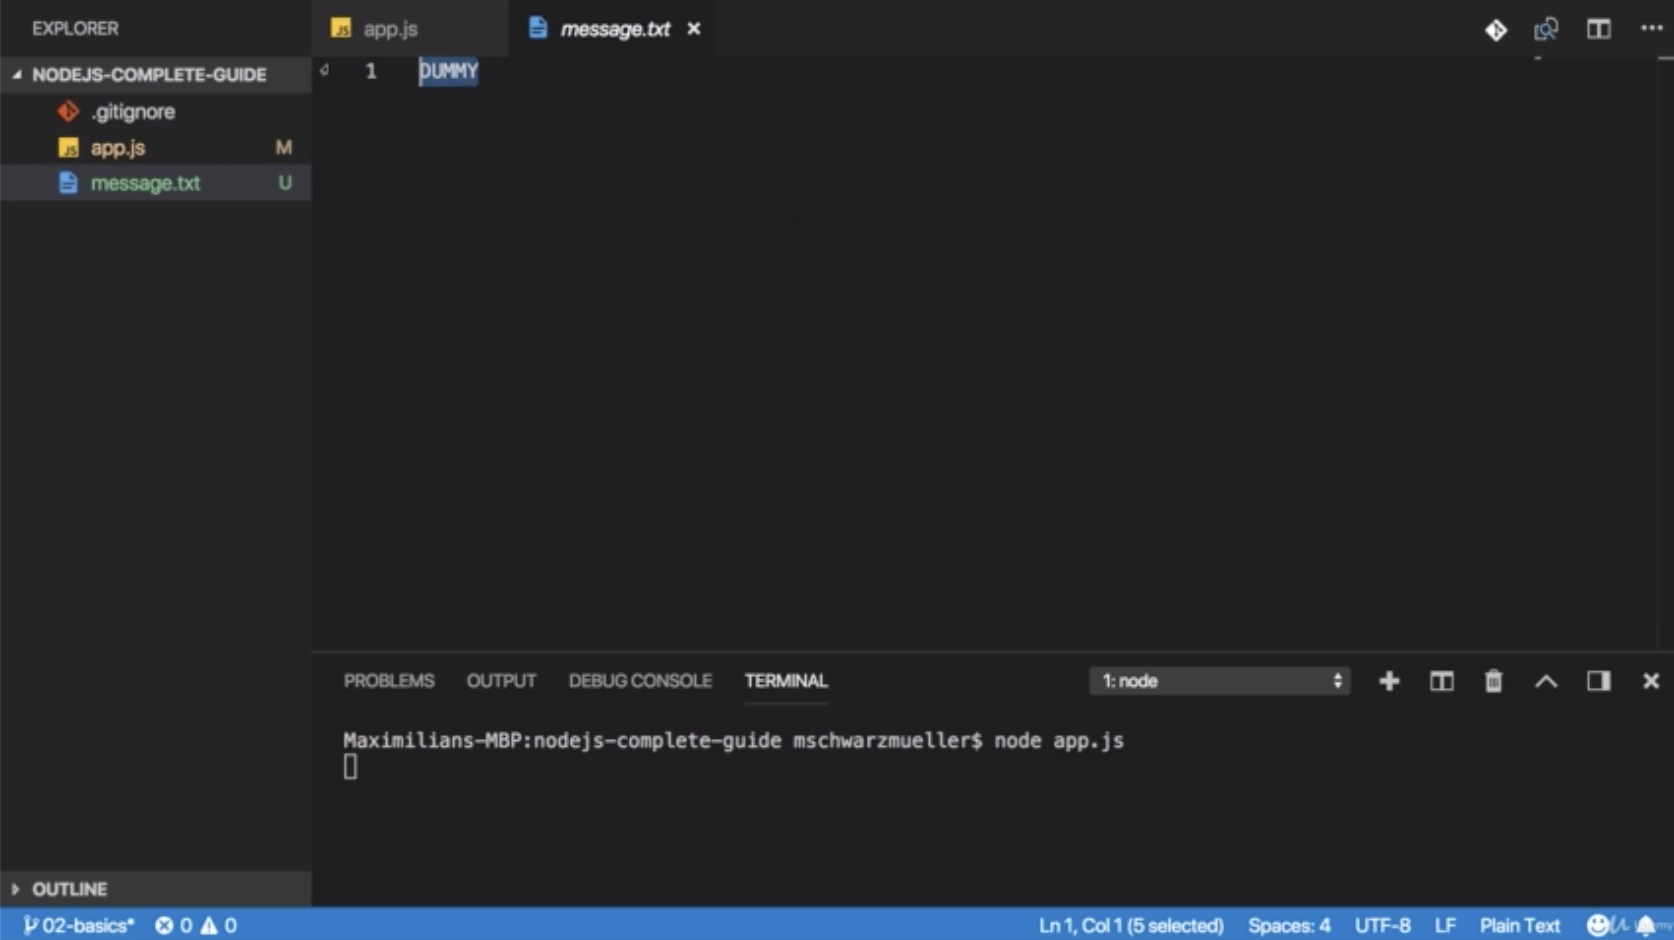 EXPLORER
app.js
message.txt
NODEJS-COMPLETE-GUIDE
1 DUMMY
.gitignore
app.js M
message.txt U
PROBLEMS OUTPUT DEBUG CONSOLE TERMINAL 1: node
Maximilians-MBP:nodejs-complete-guide mschwarzmueller$ node app.js
OUTLINE
02-basics* 0 0 Ln 1, Col 1 (5 selected) Spaces: 4 UTF-8 LF Plain Text